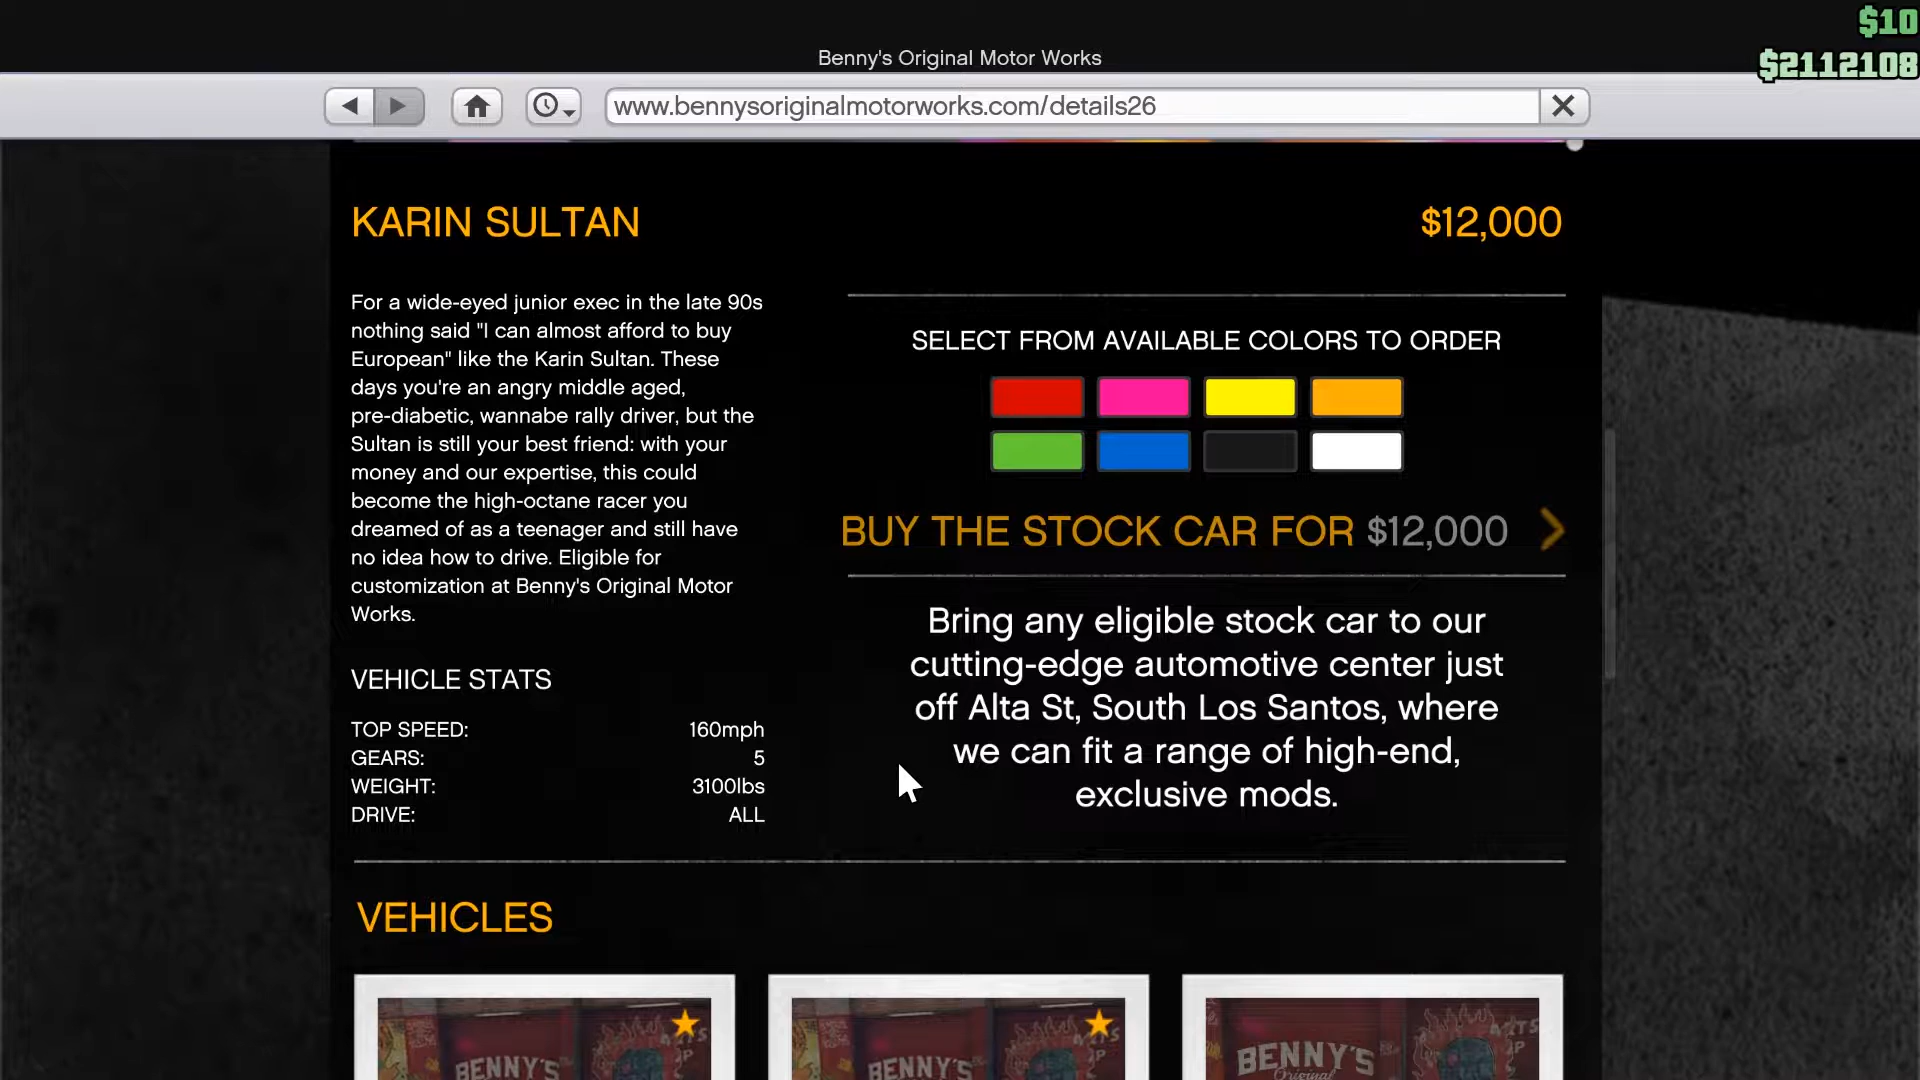 $10
Benny's Original Motor Works
$2112108
www.bennysoriginalmotorworks.com/details26
KARIN SULTAN
$12,000
For a wide-eyed junior exec in the late 90s
nothing said "I can almost afford to buy
European" like the Karin Sultan. These
days you're an angry middle aged,
pre-diabetic, wannabe rally driver, but the
Sultan is still your best friend: with your
money and our expertise, this could
become the high-octane racer you
dreamed of as a teenager and still have
no idea how to drive. Eligible for
customization at Benny's Original Motor
Works.
VEHICLE STATS
TOP SPEED: 160mph
GEARS: 5
WEIGHT: 3100lbs
DRIVE: ALL
SELECT FROM AVAILABLE COLORS TO ORDER
BUY THE STOCK CAR FOR $12,000
Bring any eligible stock car to our
cutting-edge automotive center just
off Alta St, South Los Santos, where
we can fit a range of high-end,
exclusive mods.
VEHICLES
BENNY'S
BENNY'S
BENNY'S
Original